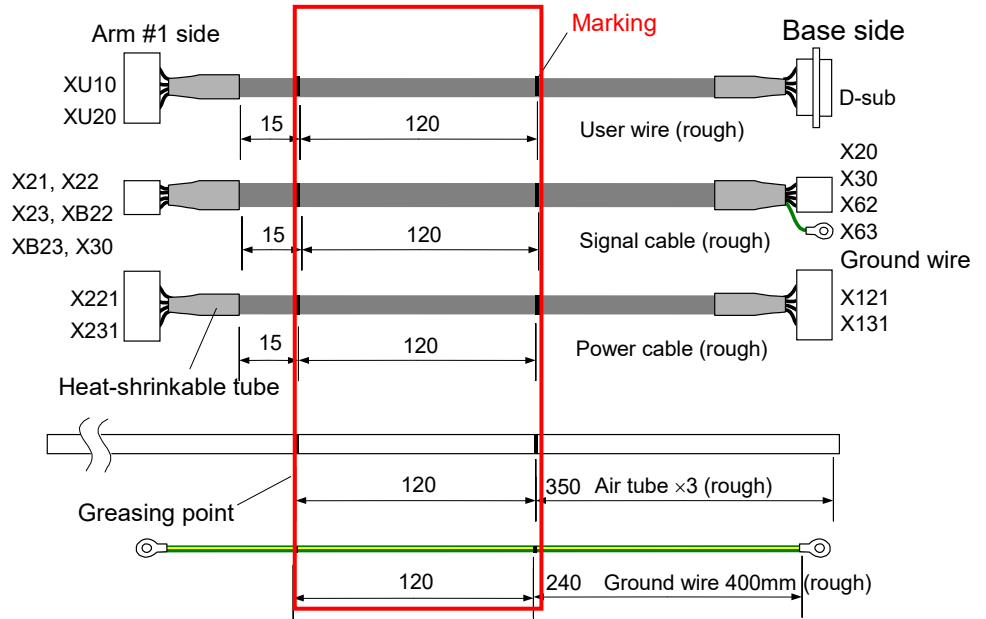 Arm #1 side
Marking
Base side
XU10
XU20
D-sub
15
120
User wire (rough)
X21, X22
X23, XB22
XB23, X30
X20
X30
X62
X63
15
120
Signal cable (rough)
Ground wire
X221
X231
X121
X131
15
120
Power cable (rough)
Heat-shrinkable tube
120
350
Air tube ×3 (rough)
Greasing point
120
240
Ground wire 400mm (rough)